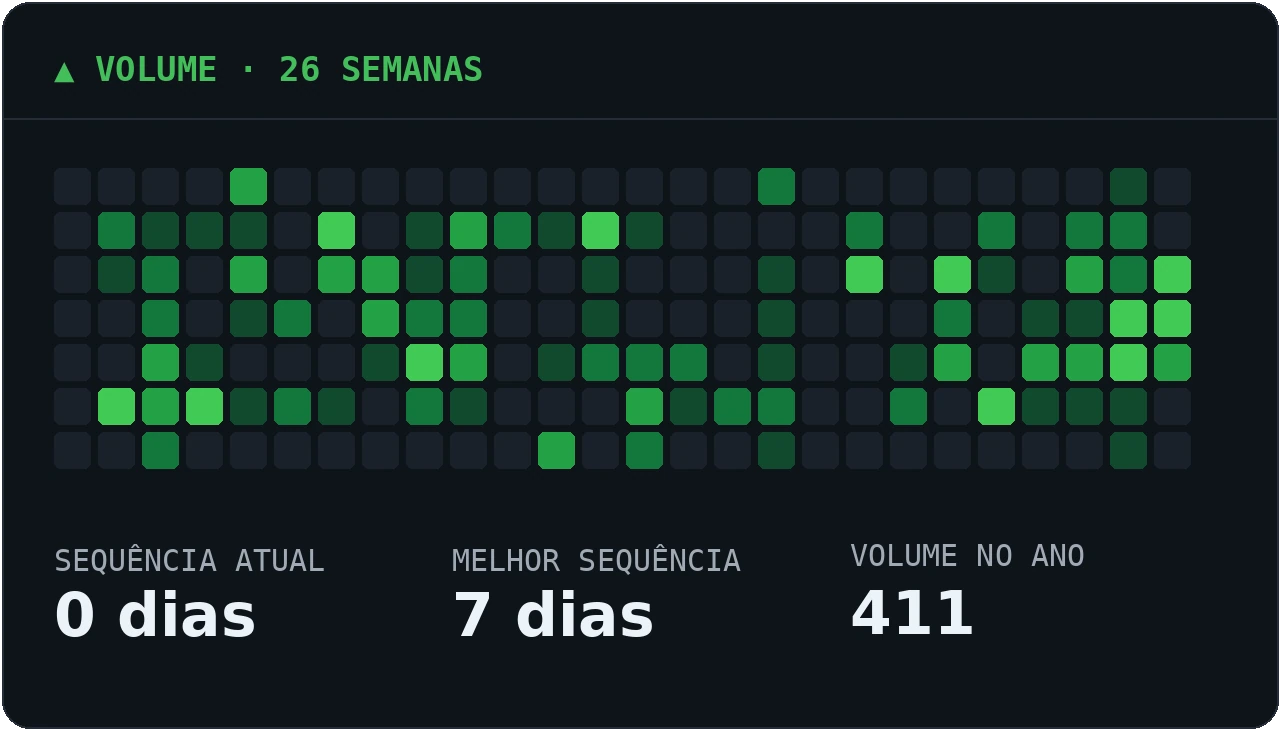 ▲ VOLUME · 26 SEMANAS
SEQUÊNCIA ATUAL
0 dias
MELHOR SEQUÊNCIA
7 dias
VOLUME NO ANO
411